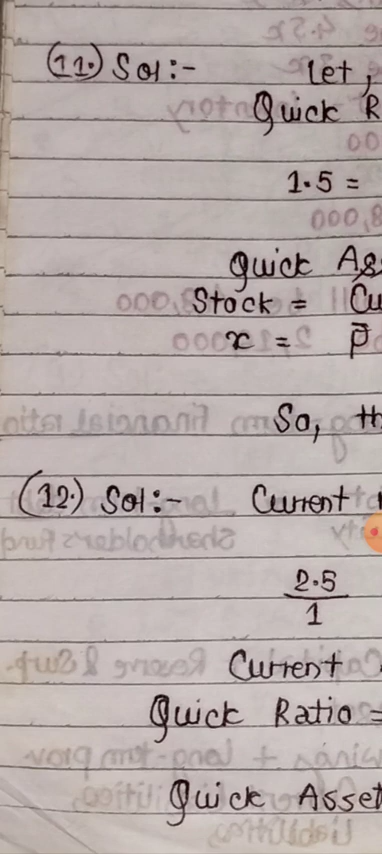 (11.) Sol:- Let,
Quick R
1.5 =
Quick Ass
Stock = Cu
x =
So, th
(12.) Sol:- Current
2.5
1
Current
Quick Ratio =
Quick Asset